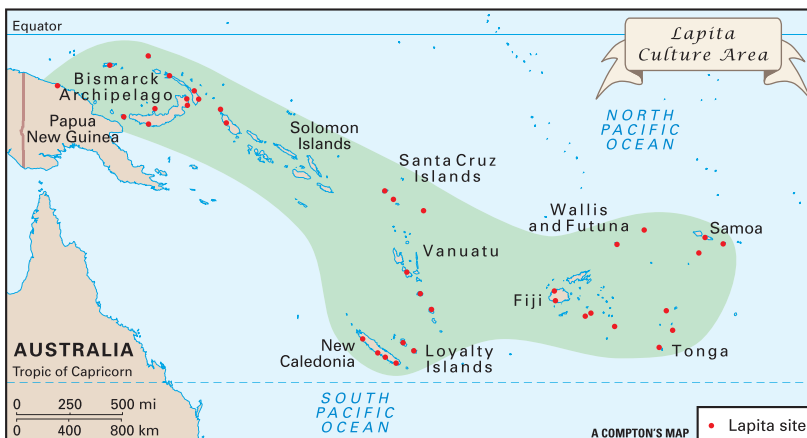 Equator
Lapita
Culture Area
Bismarck
Archipelago
Papua
New Guinea
NORTH
PACIFIC
OCEAN
Solomon
Islands
Santa Cruz
Islands
Wallis
and Futuna
Samoa
Vanuatu
Fiji
New
Caledonia
Loyalty
Islands
Tonga
AUSTRALIA
Tropic of Capricorn
0 250 500 mi
0 400 800 km
SOUTH
PACIFIC
OCEAN
A COMPTON'S MAP
Lapita site